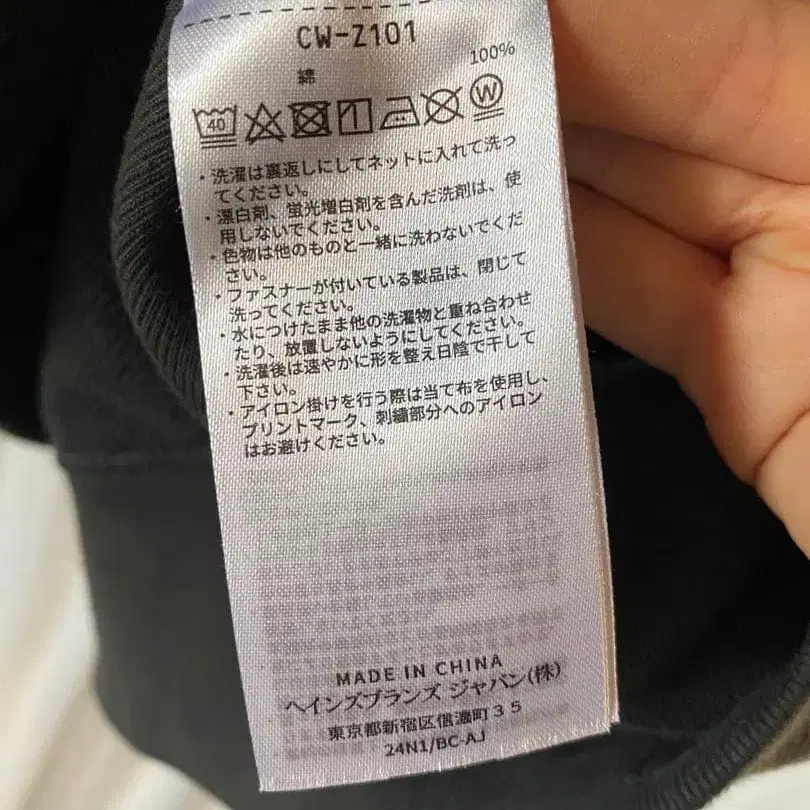 CW-Z101
綿 100%
40 W
・洗濯は裏返しにしてネットに入れて洗っ
てください。
・漂白剤、蛍光増白剤を含んだ洗剤は、使
用しないでください。
・色物は他のものと一緒に洗わないでくだ
さい。
・ファスナーが付いている製品は、閉じて
洗ってください。
・水につけたまま他の洗濯物と重ね合わせ
たり、放置しないようにしてください。
・洗濯後は速やかに形を整え日陰で干して
下さい。
・アイロン掛けを行う際は当て布を使用し、
プリントマーク、刺繍部分へのアイロン
はお避けください。
MADE IN CHINA
ヘインズブランズ ジャパン(株)
東京都新宿区信濃町35
24N1/BC-AJ